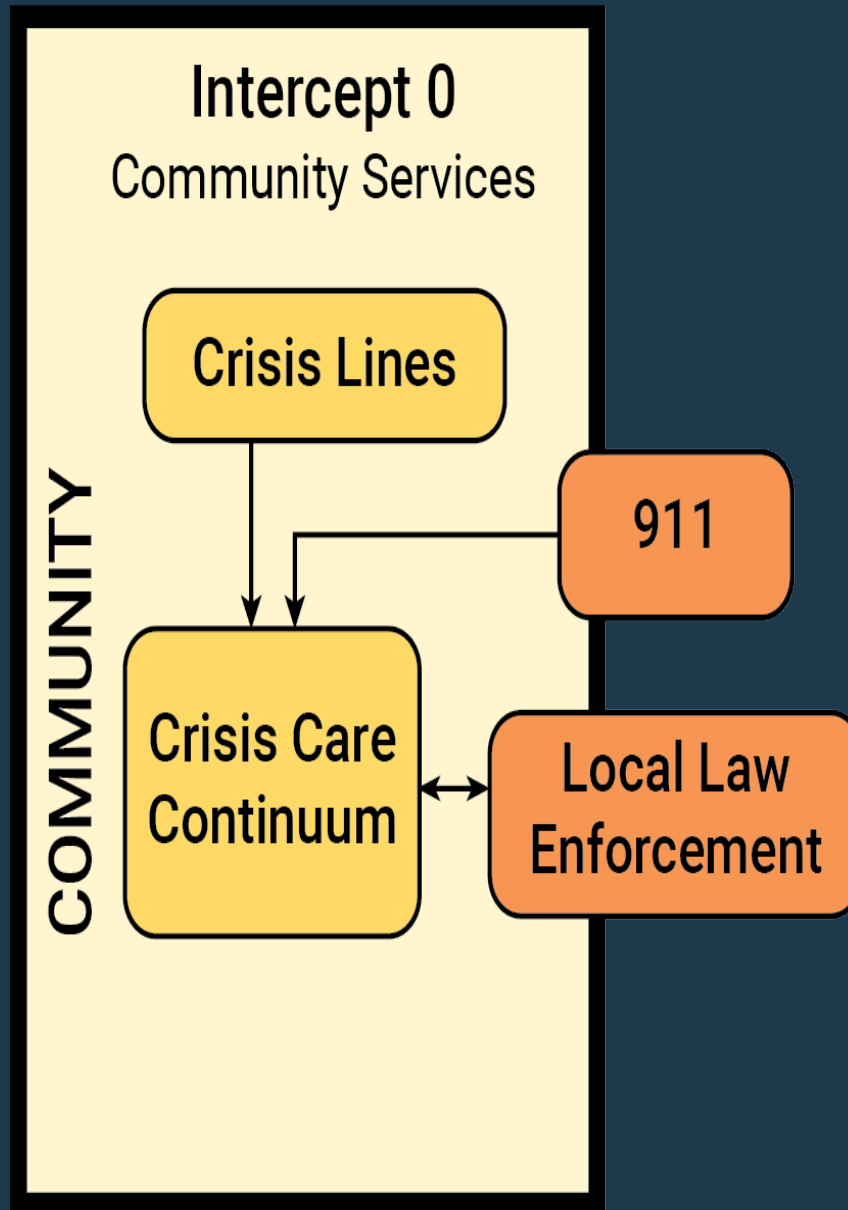 Intercept 0
Community Services
Crisis Lines
911
COMMUNITY
Crisis Care
Continuum
Local Law
Enforcement